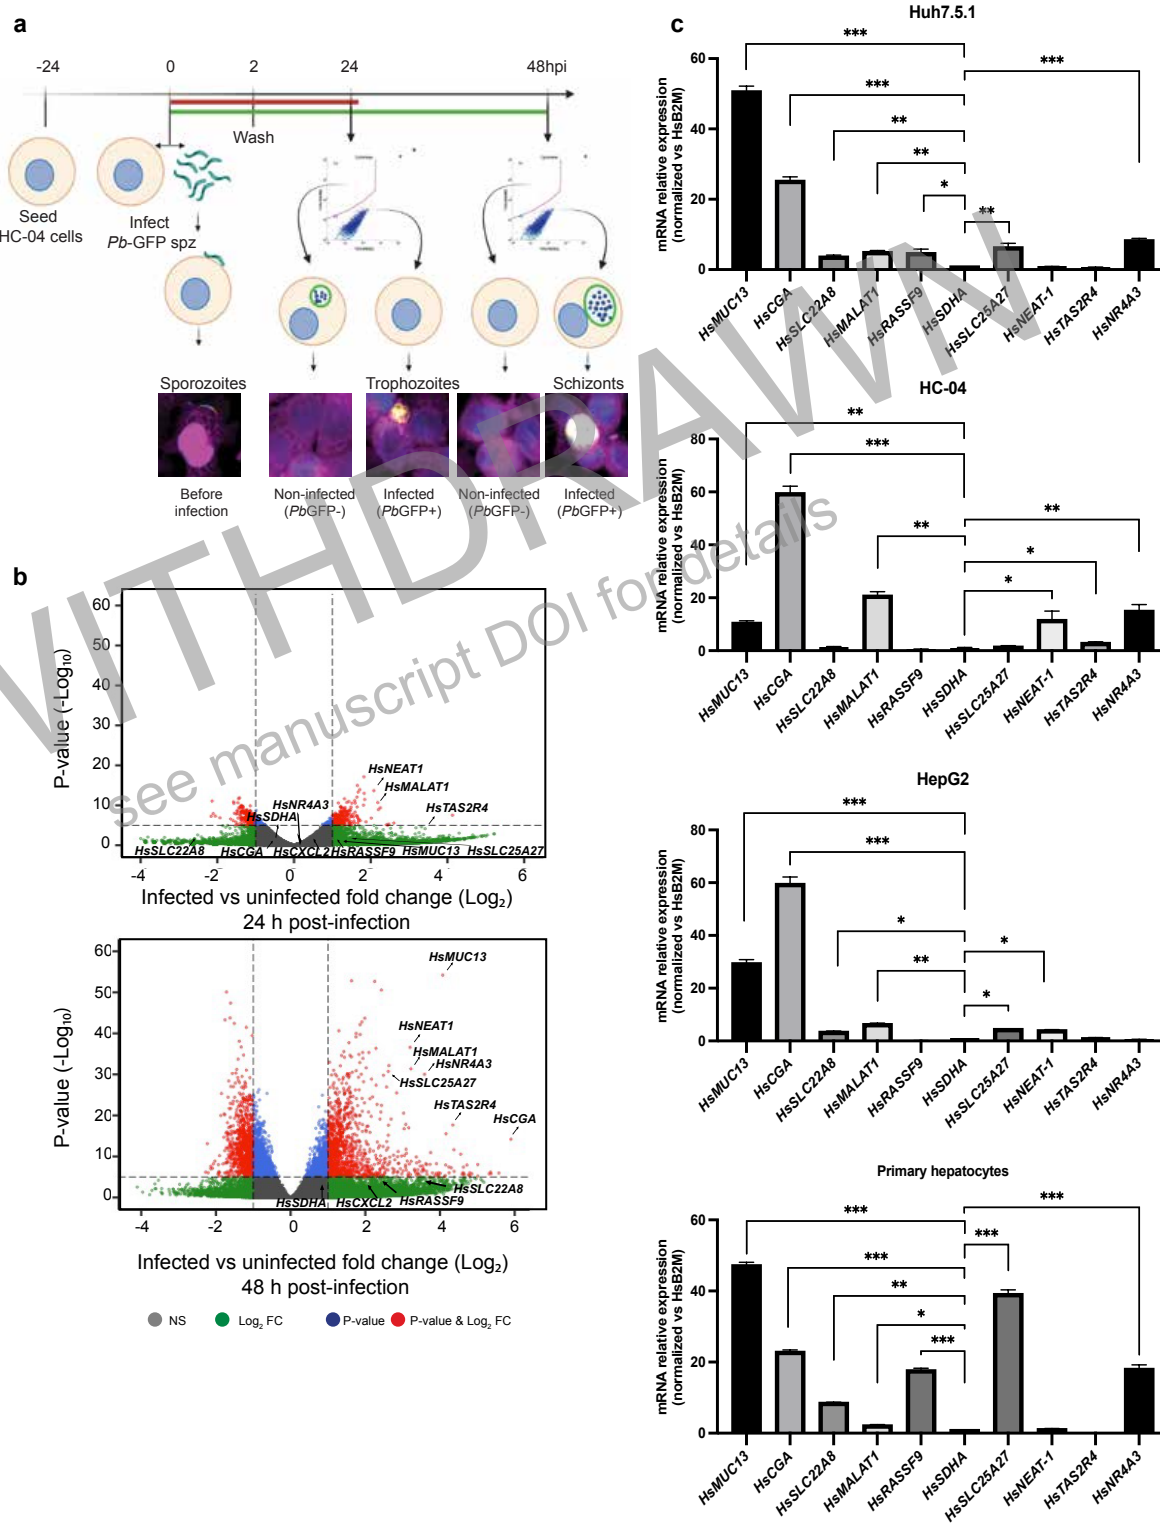 a
-24 0 2 24 48hpi
Wash
Seed
HC-04 cells
Infect
Pb-GFP spz
Sporozoites Trophozoites Schizonts
Before
infection
Non-infected
(PbGFP-)
Infected
(PbGFP+)
Non-infected
(PbGFP-)
Infected
(PbGFP+)
b
P-value (-Log₁₀)
60
50
40
30
20
10
0
HsNEAT1
HsMALAT1
HsNR4A3
HsTAS2R4
HsSDHA
HsSLC22A8 HsCGA HsCXCL2 HsRASSF9 HsMUC13 HsSLC25A27
-4 -2 0 2 4 6
Infected vs uninfected fold change (Log₂)
24 h post-infection
P-value (-Log₁₀)
60
50
40
30
20
10
0
HsMUC13
HsNEAT1
HsMALAT1
HsNR4A3
HsSLC25A27
HsTAS2R4
HsCGA
HsSLC22A8
HsSDHA HsCXCL2 HsRASSF9
-4 -2 0 2 4 6
Infected vs uninfected fold change (Log₂)
48 h post-infection
NS Log₂ FC P-value P-value & Log₂ FC
c
Huh7.5.1
mRNA relative expression
(normalized vs HsB2M)
60
40
20
0
***
***
***
**
**
*
**
HsMUC13 HsCGA HsSLC22A8 HsMALAT1 HsRASSF9 HsSDHA HsSLC25A27 HsNEAT-1 HsTAS2R4 HsNR4A3
HC-04
mRNA relative expression
(normalized vs HsB2M)
80
60
40
20
0
**
***
**
**
*
*
HsMUC13 HsCGA HsSLC22A8 HsMALAT1 HsRASSF9 HsSDHA HsSLC25A27 HsNEAT-1 HsTAS2R4 HsNR4A3
HepG2
mRNA relative expression
(normalized vs HsB2M)
80
60
40
20
0
***
***
*
*
**
*
HsMUC13 HsCGA HsSLC22A8 HsMALAT1 HsRASSF9 HsSDHA HsSLC25A27 HsNEAT-1 HsTAS2R4 HsNR4A3
Primary hepatocytes
mRNA relative expression
(normalized vs HsB2M)
60
40
20
0
***
***
***
***
**
*
***
HsMUC13 HsCGA HsSLC22A8 HsMALAT1 HsRASSF9 HsSDHA HsSLC25A27 HsNEAT-1 HsTAS2R4 HsNR4A3
WITHDRAWN
see manuscript DOI for details